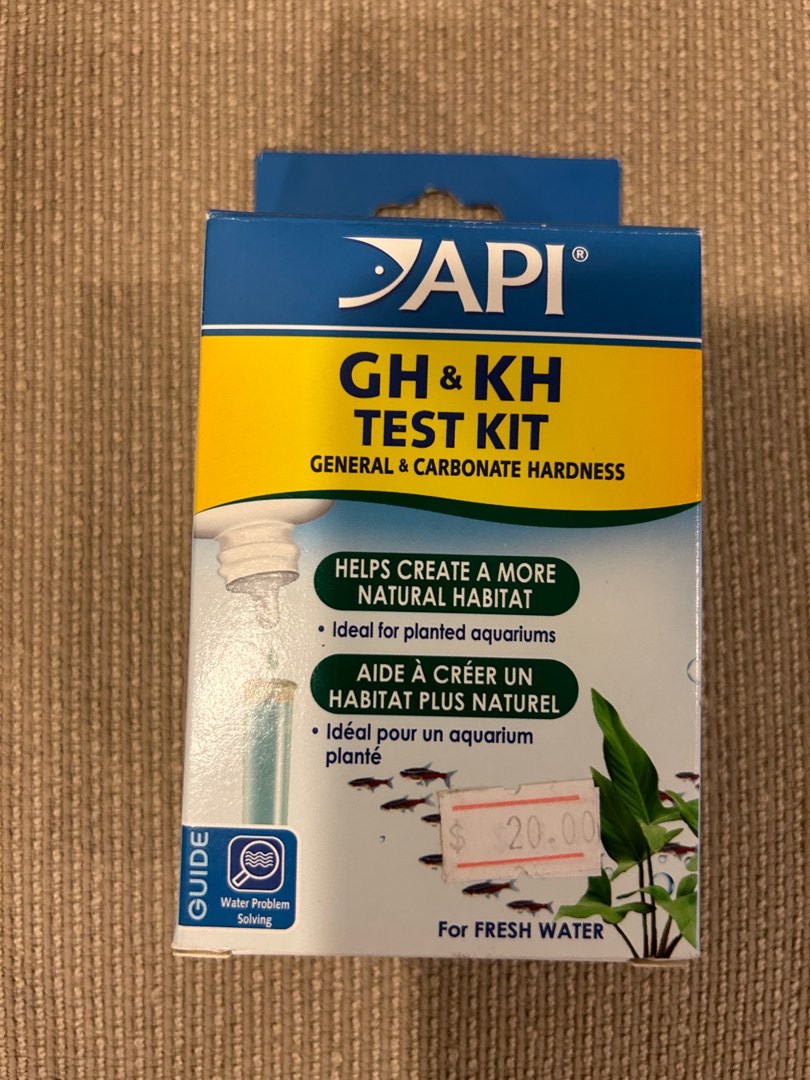 API®
GH & KH
TEST KIT
GENERAL & CARBONATE HARDNESS
HELPS CREATE A MORE
NATURAL HABITAT
• Ideal for planted aquariums
AIDE À CRÉER UN
HABITAT PLUS NATUREL
• Idéal pour un aquarium
planté
$ 20.00
GUIDE
Water Problem
Solving
For FRESH WATER